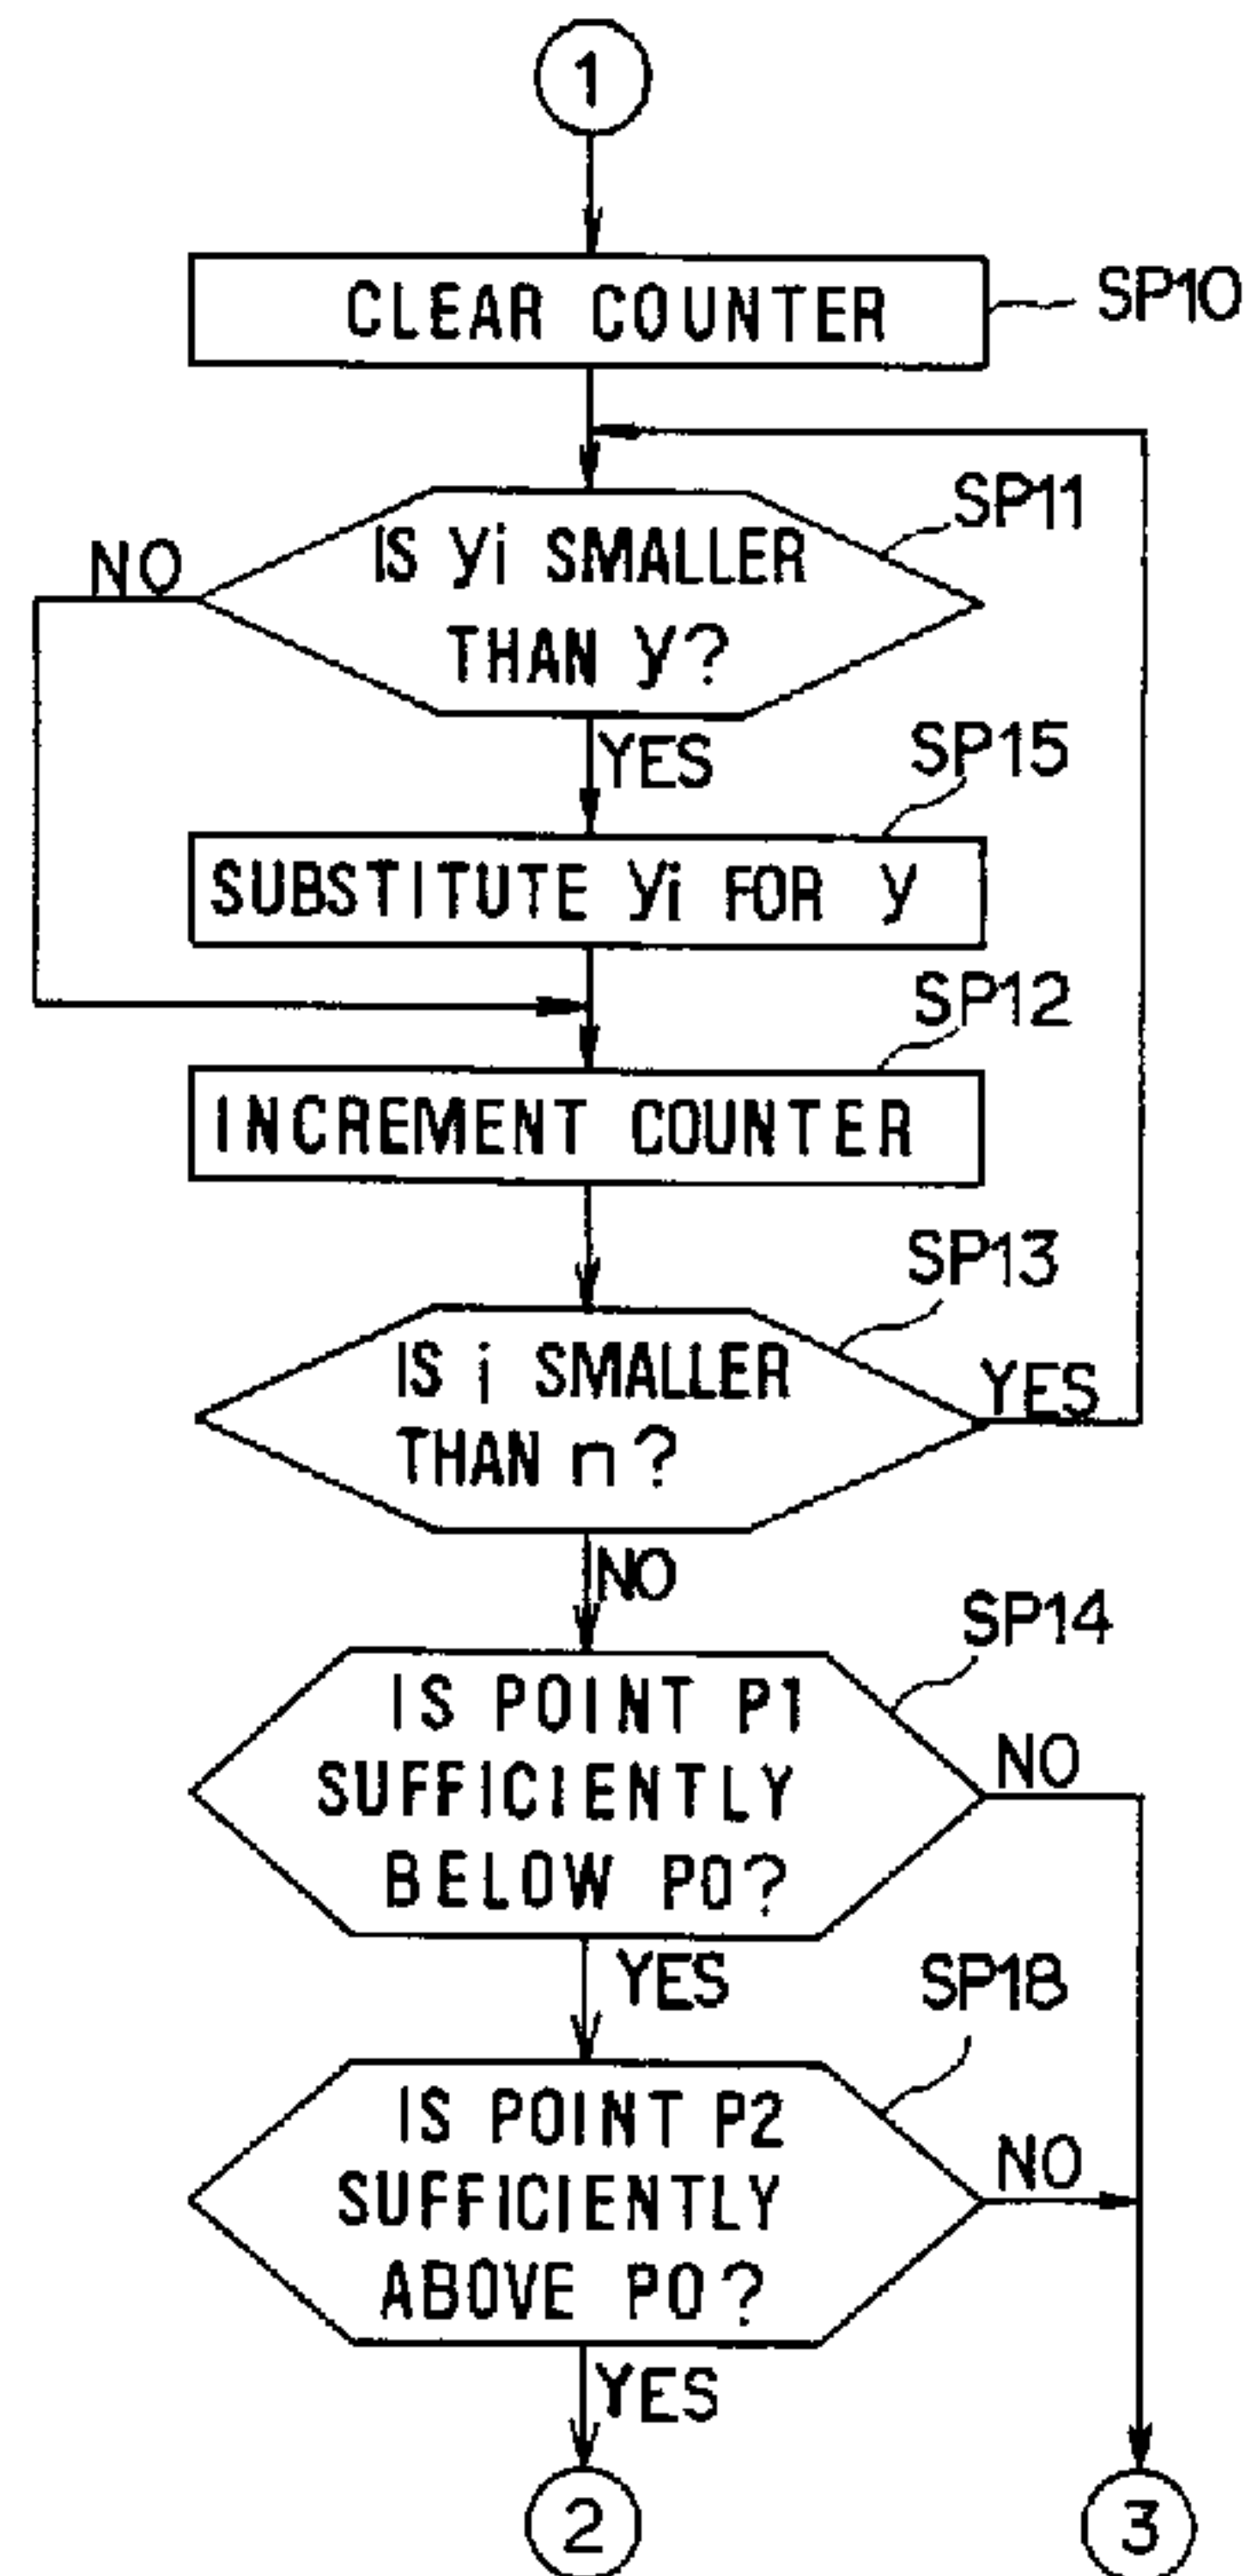 1
CLEAR COUNTER
SP10
SP11
IS yi SMALLER
THAN y?
NO
YES
SP15
SUBSTITUTE yi FOR y
SP12
INCREMENT COUNTER
SP13
IS i SMALLER
THAN n?
YES
NO
SP14
IS POINT P1
SUFFICIENTLY
BELOW P0?
NO
YES
SP18
IS POINT P2
SUFFICIENTLY
ABOVE P0?
NO
YES
2
3